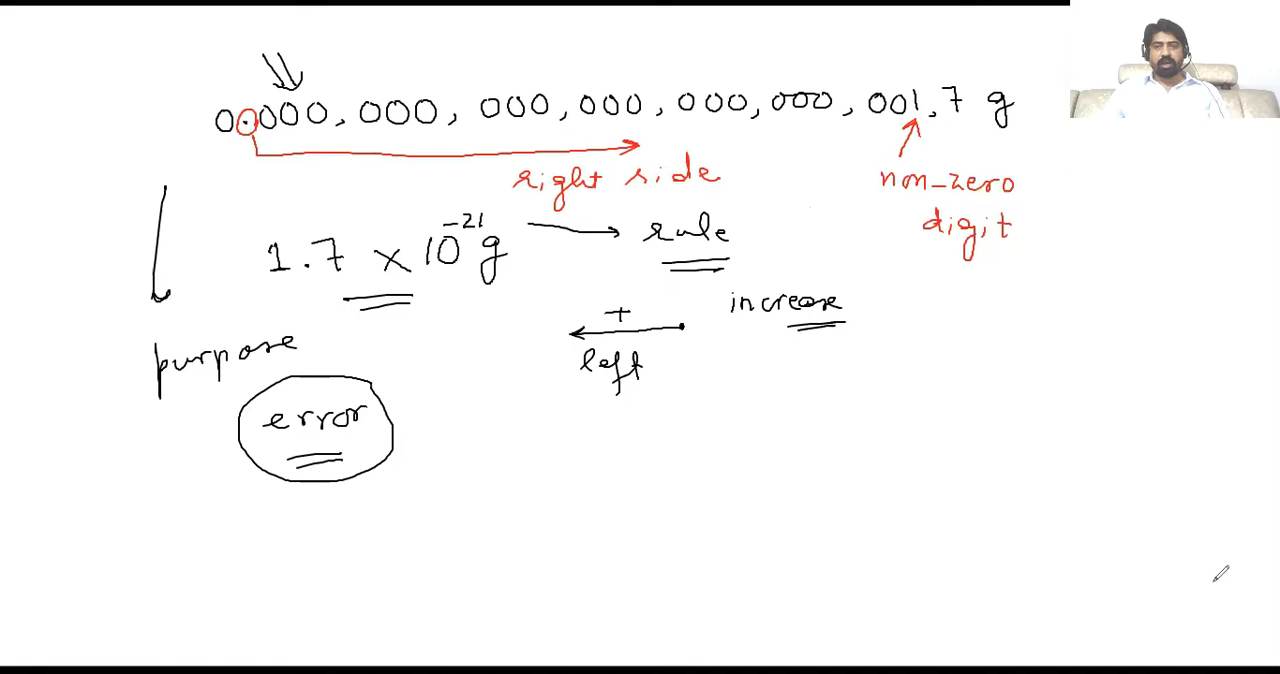 0.000,000,000,000,000,000,001,7 g
right side
non-zero
digit
1.7 × 10⁻²¹ g
rule
increase
+
left
purpose
error